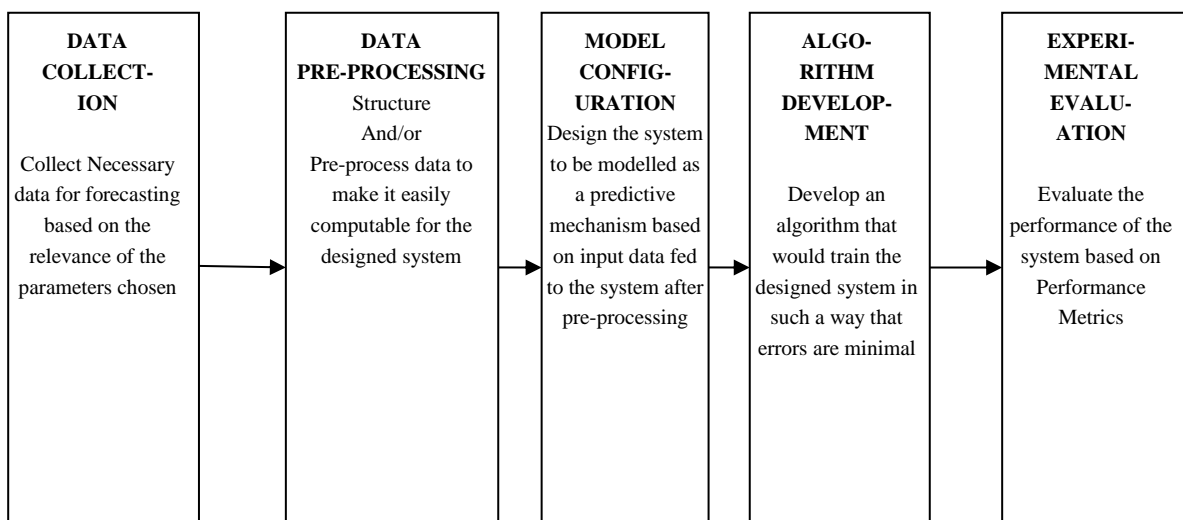 DATA
COLLECT-
ION
Collect Necessary
data for forecasting
based on the
relevance of the
parameters chosen
DATA
PRE-PROCESSING
Structure
And/or
Pre-process data to
make it easily
computable for the
designed system
MODEL
CONFIG-
URATION
Design the system
to be modelled as
a predictive
mechanism based
on input data fed
to the system after
pre-processing
ALGO-
RITHM
DEVELOP-
MENT
Develop an
algorithm that
would train the
designed system in
such a way that
errors are minimal
EXPERI-
MENTAL
EVALU-
ATION
Evaluate the
performance of the
system based on
Performance
Metrics